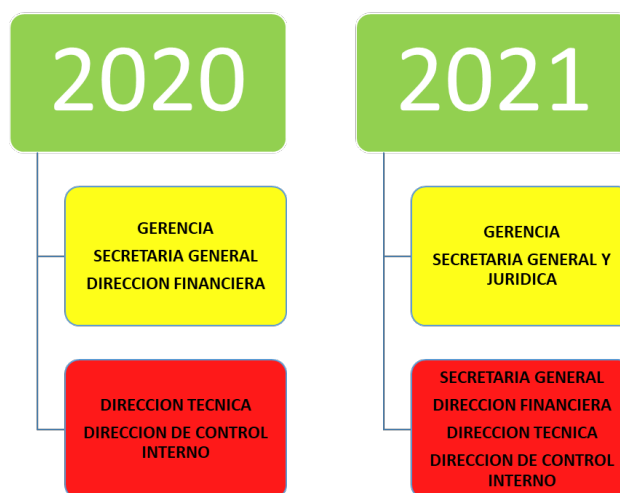 2020
GERENCIA
SECRETARIA GENERAL
DIRECCION FINANCIERA
DIRECCION TECNICA
DIRECCION DE CONTROL
INTERNO
2021
GERENCIA
SECRETARIA GENERAL Y
JURIDICA
SECRETARIA GENERAL
DIRECCION FINANCIERA
DIRECCION TECNICA
DIRECCION DE CONTROL
INTERNO